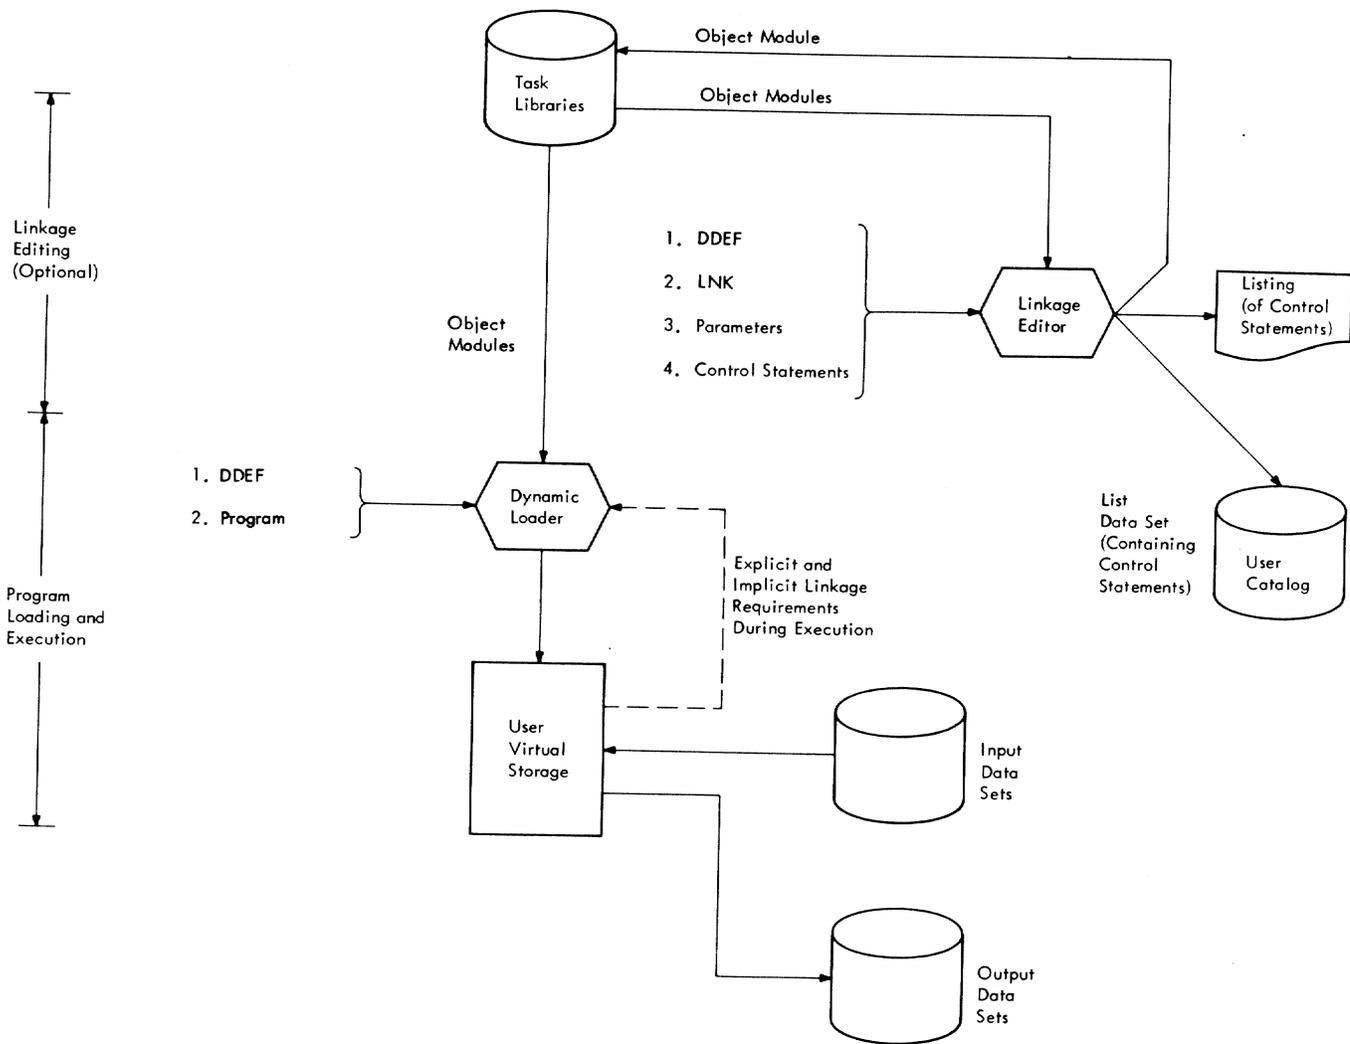 Object Module
Task
Libraries
Object Modules
Linkage
Editing
(Optional)
1. DDEF
2. LNK
3. Parameters
4. Control Statements
Linkage
Editor
Listing
(of Control
Statements)
Object
Modules
1. DDEF
2. Program
Dynamic
Loader
List
Data Set
(Containing
Control
Statements)
User
Catalog
Explicit and
Implicit Linkage
Requirements
During Execution
Program
Loading and
Execution
User
Virtual
Storage
Input
Data
Sets
Output
Data
Sets